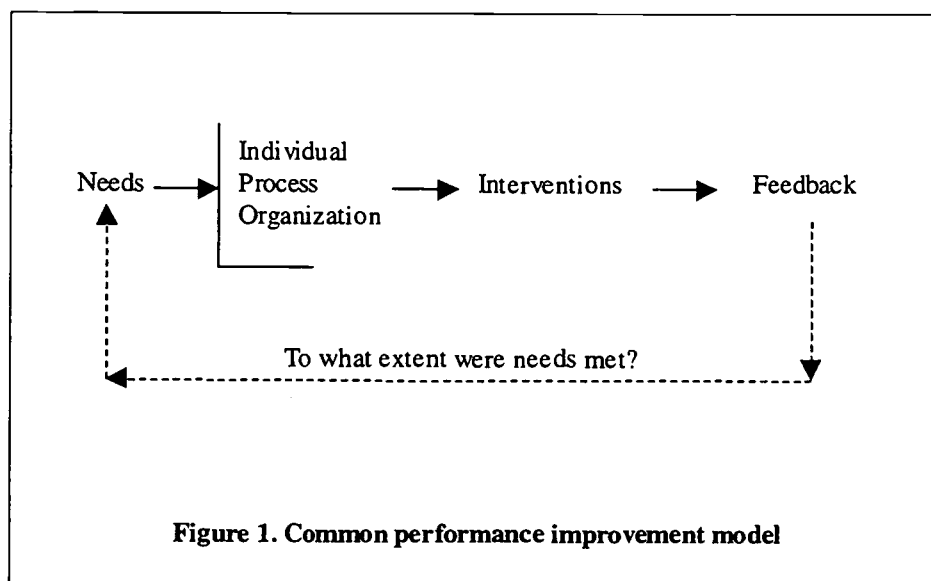 Individual
Needs
Process
Interventions
Feedback
Organization
To what extent were needs met?
Figure 1. Common performance improvement model